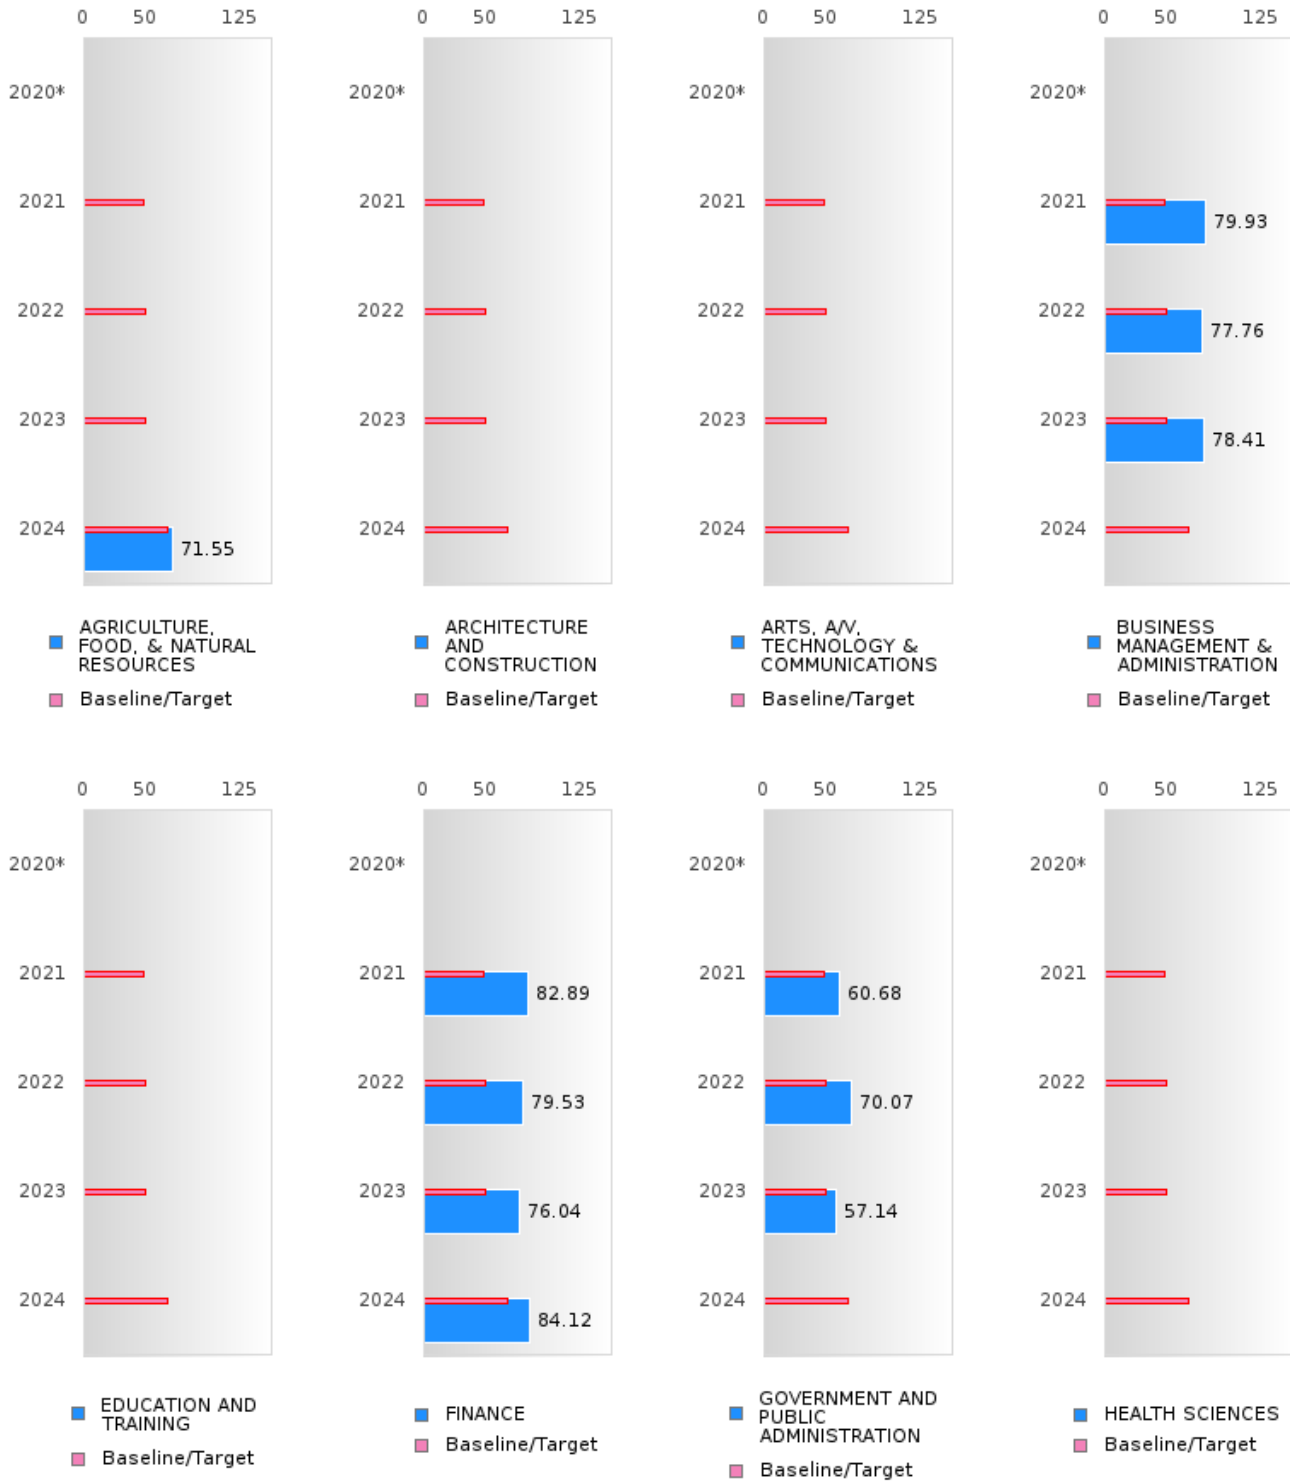 0 50 125 0 50 125 0 50 125 0 50 125
2020* 2020* 2020* 2020*
2021 2021 2021 2021 79.93
2022 2022 2022 2022 77.76
2023 2023 2023 2023 78.41
2024 71.55 2024 2024 2024
AGRICULTURE,
FOOD, & NATURAL
RESOURCES
Baseline/Target
ARCHITECTURE
AND
CONSTRUCTION
Baseline/Target
ARTS, A/V,
TECHNOLOGY &
COMMUNICATIONS
Baseline/Target
BUSINESS
MANAGEMENT &
ADMINISTRATION
Baseline/Target
0 50 125 0 50 125 0 50 125 0 50 125
2020* 2020* 2020* 2020*
2021 2021 82.89 2021 60.68 2021
2022 2022 79.53 2022 70.07 2022
2023 2023 76.04 2023 57.14 2023
2024 2024 84.12 2024 2024
EDUCATION AND
TRAINING
Baseline/Target
FINANCE
Baseline/Target
GOVERNMENT AND
PUBLIC
ADMINISTRATION
Baseline/Target
HEALTH SCIENCES
Baseline/Target